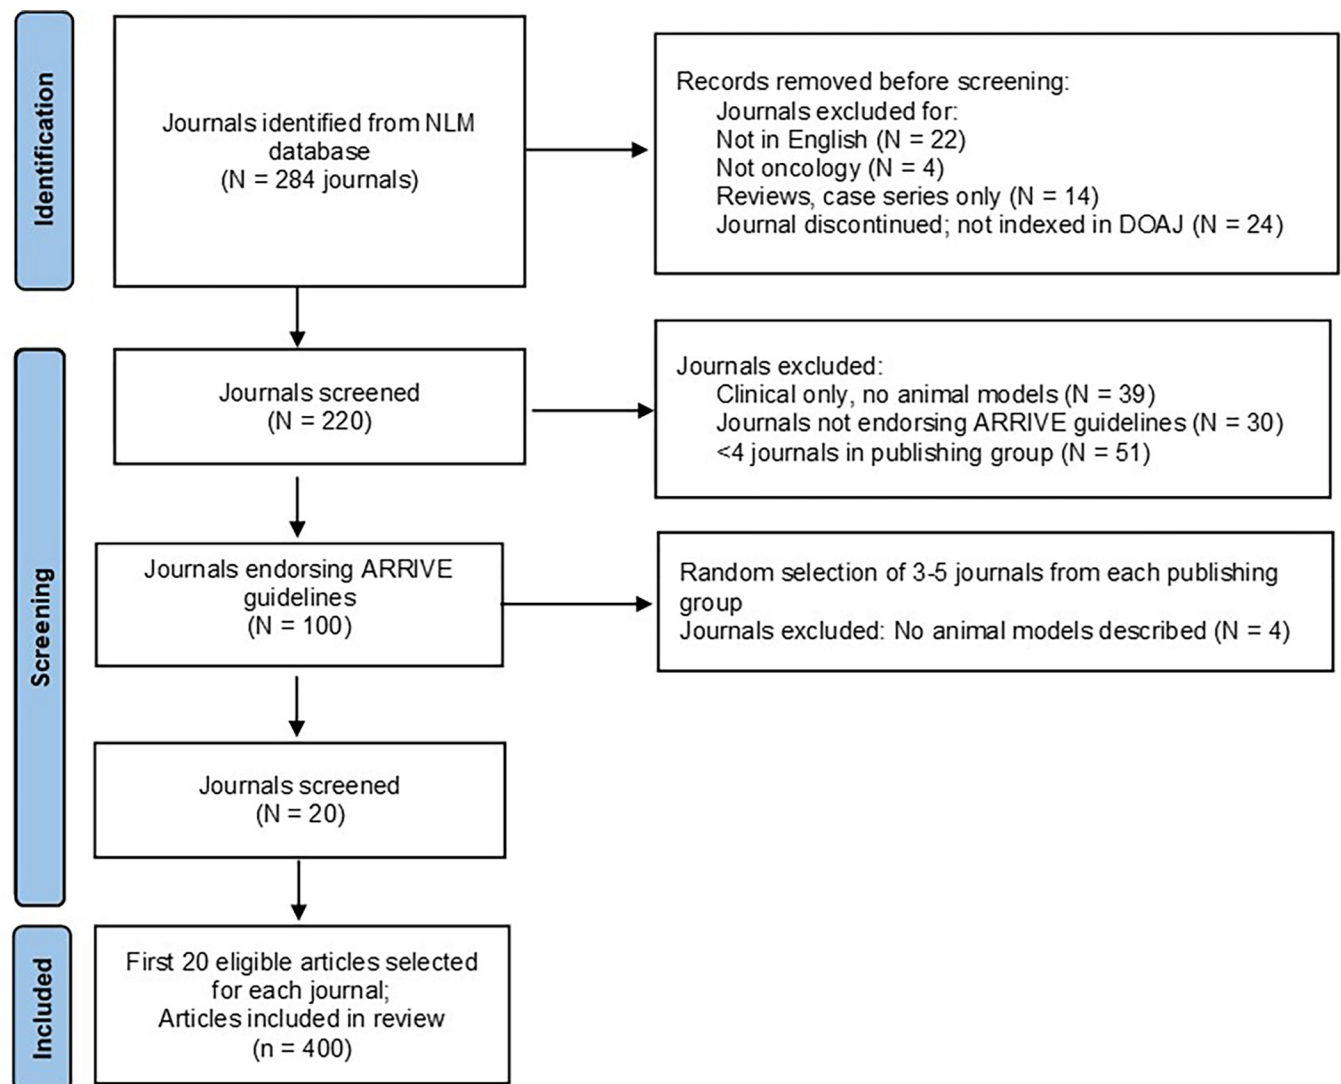 Identification
Journals identified from NLM
database
(N = 284 journals)
Records removed before screening:
Journals excluded for:
Not in English (N = 22)
Not oncology (N = 4)
Reviews, case series only (N = 14)
Journal discontinued; not indexed in DOAJ (N = 24)
Screening
Journals screened
(N = 220)
Journals excluded:
Clinical only, no animal models (N = 39)
Journals not endorsing ARRIVE guidelines (N = 30)
<4 journals in publishing group (N = 51)
Journals endorsing ARRIVE
guidelines
(N = 100)
Random selection of 3-5 journals from each publishing
group
Journals excluded: No animal models described (N = 4)
Journals screened
(N = 20)
Included
First 20 eligible articles selected
for each journal;
Articles included in review
(n = 400)